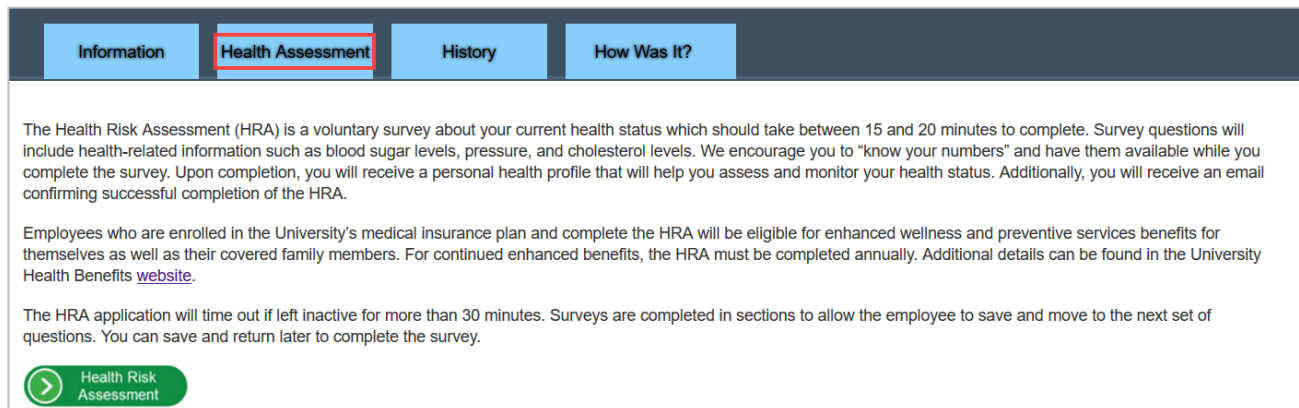 Information Health Assessment History How Was It?
The Health Risk Assessment (HRA) is a voluntary survey about your current health status which should take between 15 and 20 minutes to complete. Survey questions will
include health-related information such as blood sugar levels, pressure, and cholesterol levels. We encourage you to “know your numbers” and have them available while you
complete the survey. Upon completion, you will receive a personal health profile that will help you assess and monitor your health status. Additionally, you will receive an email
confirming successful completion of the HRA.
Employees who are enrolled in the University’s medical insurance plan and complete the HRA will be eligible for enhanced wellness and preventive services benefits for
themselves as well as their covered family members. For continued enhanced benefits, the HRA must be completed annually. Additional details can be found in the University
Health Benefits website.
The HRA application will time out if left inactive for more than 30 minutes. Surveys are completed in sections to allow the employee to save and move to the next set of
questions. You can save and return later to complete the survey.
Health Risk
Assessment